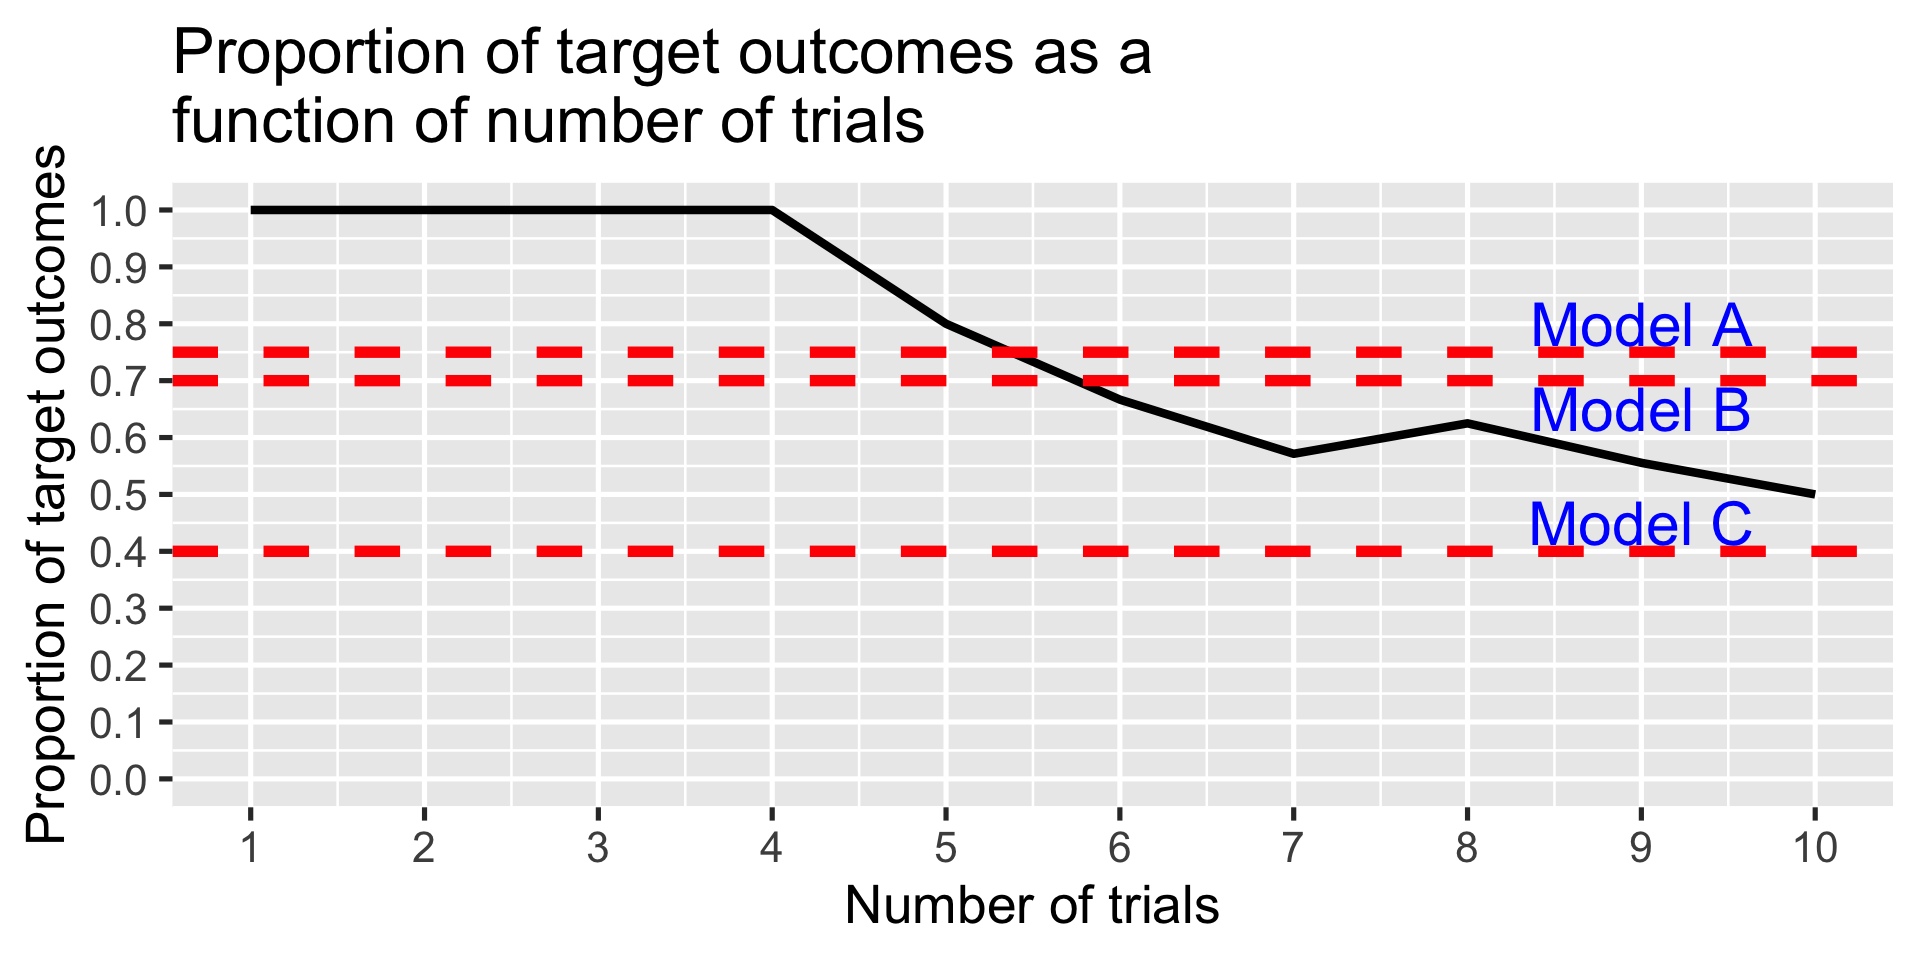 Proportion of target outcomes as a
function of number of trials
Proportion of target outcomes
1.0
0.9
0.8
0.7
0.6
0.5
0.4
0.3
0.2
0.1
0.0
Model A
Model B
Model C
1 2 3 4 5 6 7 8 9 10
Number of trials